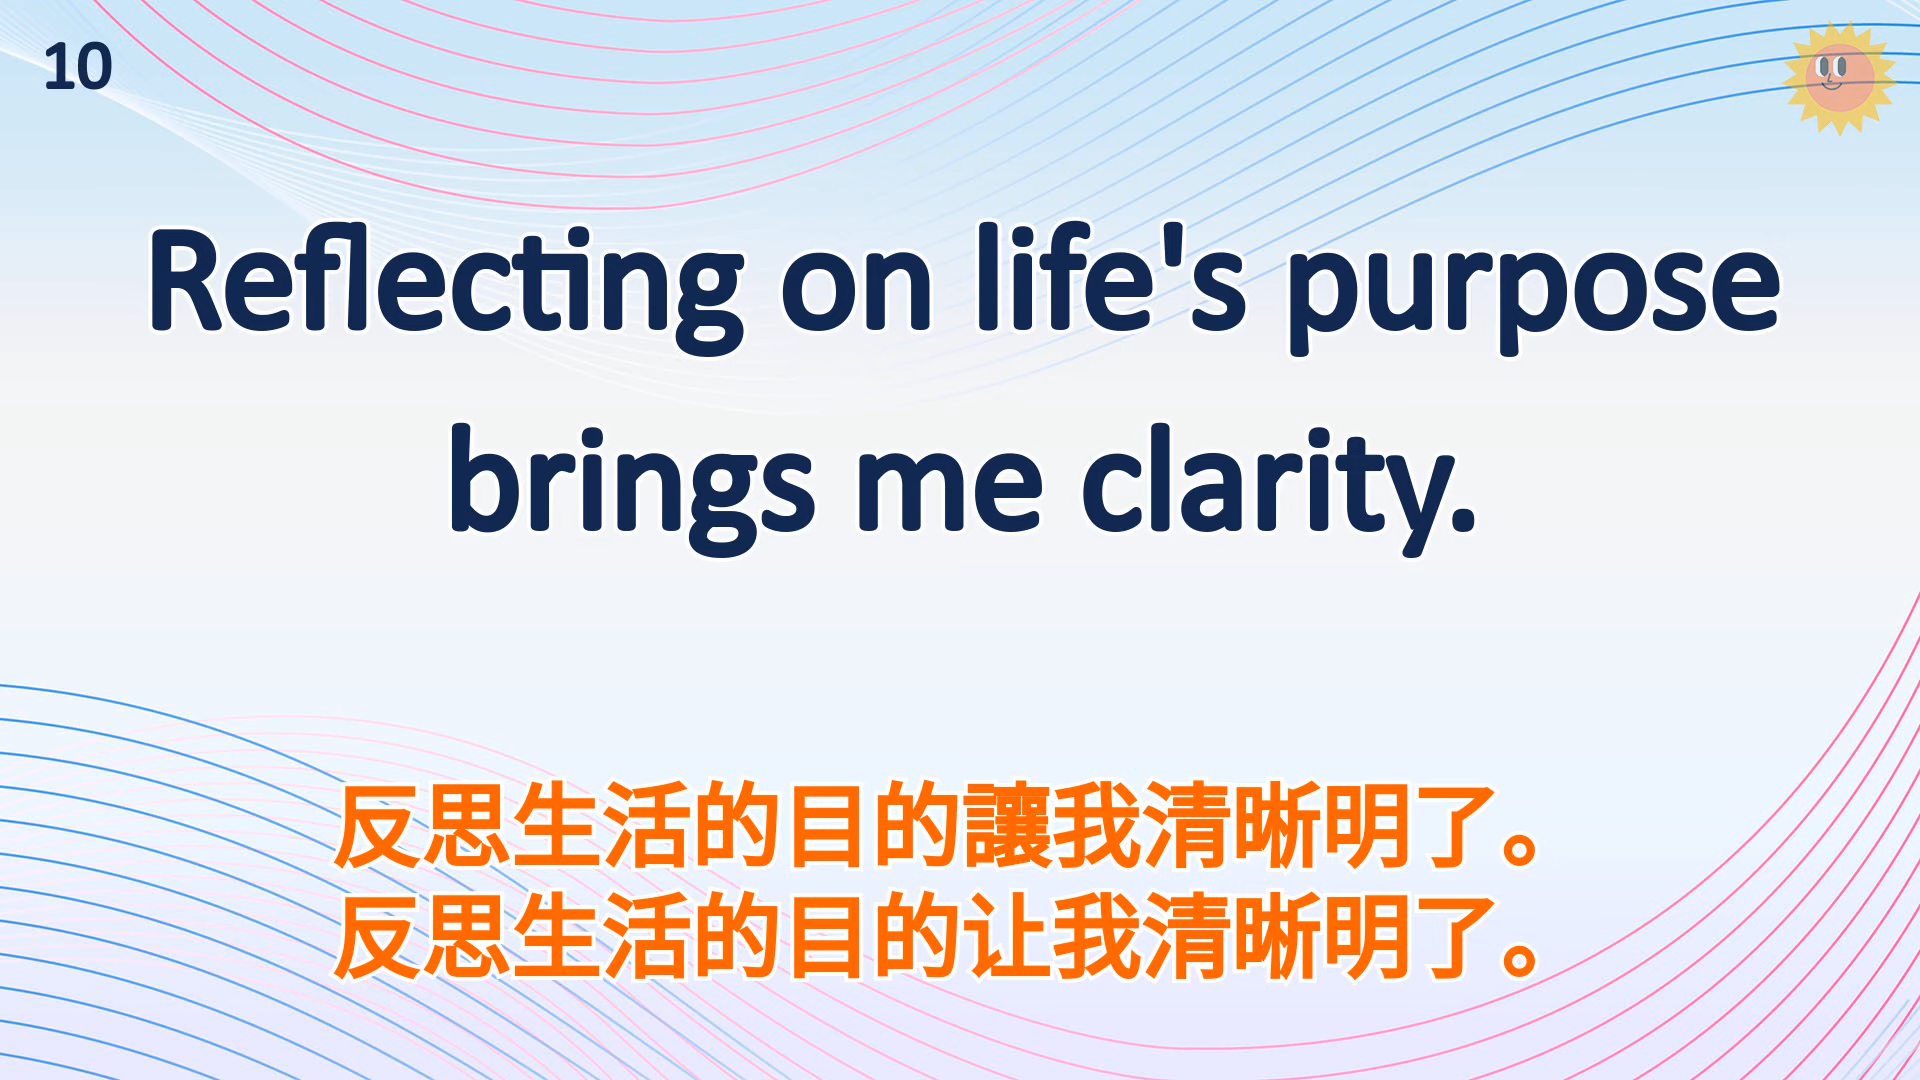 10
Reflecting on life's purpose
brings me clarity.
反思生活的目的讓我清晰明了。
反思生活的目的让我清晰明了。